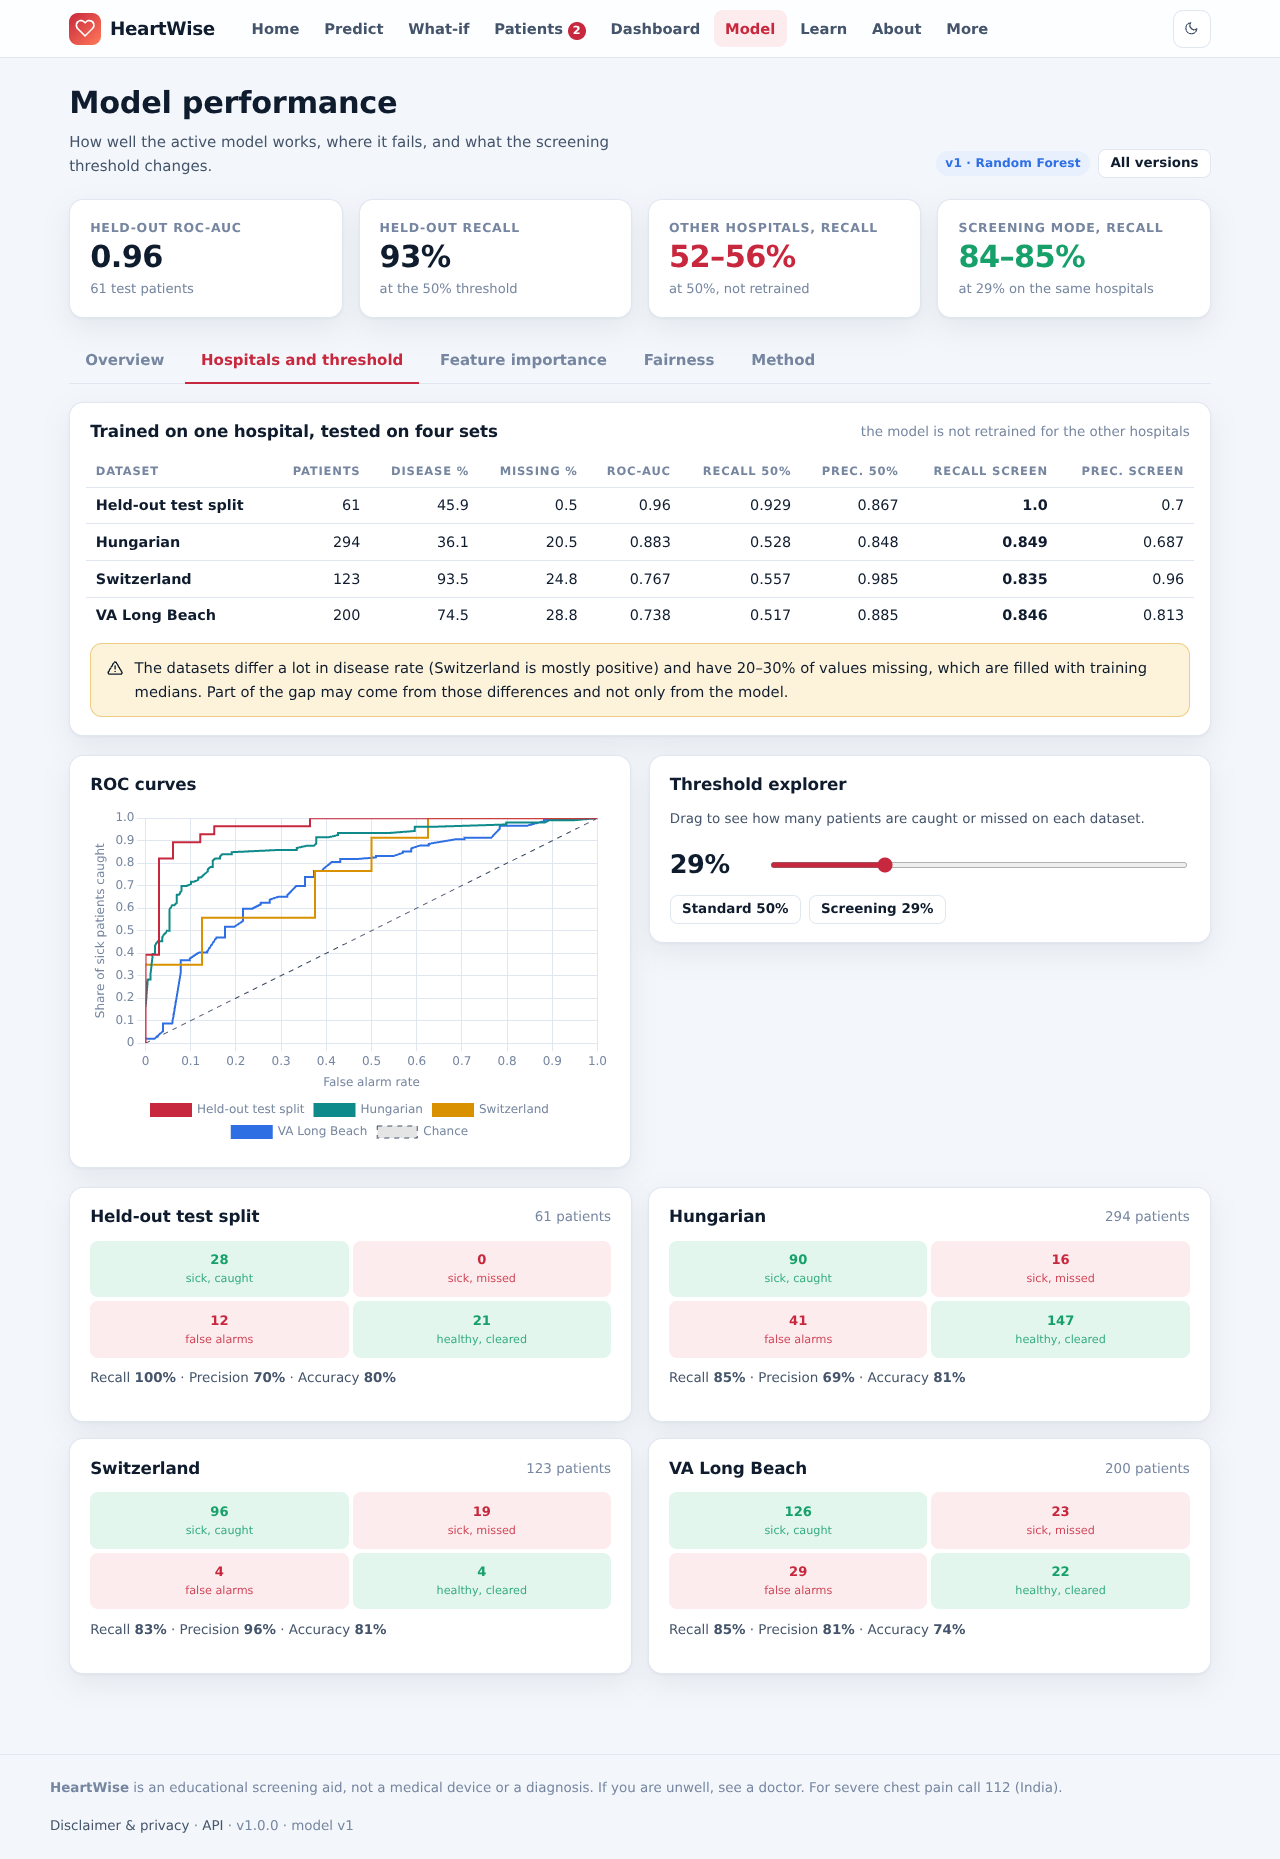 HeartWise Home Predict What-if Patients 2 Dashboard Model Learn About More
Model performance
How well the active model works, where it fails, and what the screening
threshold changes.
v1 · Random Forest All versions
HELD-OUT ROC-AUC
0.96
61 test patients
HELD-OUT RECALL
93%
at the 50% threshold
OTHER HOSPITALS, RECALL
52–56%
at 50%, not retrained
SCREENING MODE, RECALL
84–85%
at 29% on the same hospitals
Overview Hospitals and threshold Feature importance Fairness Method
Trained on one hospital, tested on four sets the model is not retrained for the other hospitals
DATASET PATIENTS DISEASE % MISSING % ROC-AUC RECALL 50% PREC. 50% RECALL SCREEN PREC. SCREEN
Held-out test split 61 45.9 0.5 0.96 0.929 0.867 1.0 0.7
Hungarian 294 36.1 20.5 0.883 0.528 0.848 0.849 0.687
Switzerland 123 93.5 24.8 0.767 0.557 0.985 0.835 0.96
VA Long Beach 200 74.5 28.8 0.738 0.517 0.885 0.846 0.813
The datasets differ a lot in disease rate (Switzerland is mostly positive) and have 20–30% of values missing, which are filled with training
medians. Part of the gap may come from those differences and not only from the model.
ROC curves
Share of sick patients caught
1.0
0.9
0.8
0.7
0.6
0.5
0.4
0.3
0.2
0.1
0
0 0.1 0.2 0.3 0.4 0.5 0.6 0.7 0.8 0.9 1.0
False alarm rate
Held-out test split Hungarian Switzerland
VA Long Beach Chance
Threshold explorer
Drag to see how many patients are caught or missed on each dataset.
29%
Standard 50% Screening 29%
Held-out test split 61 patients
28 0
sick, caught sick, missed
12 21
false alarms healthy, cleared
Recall 100% · Precision 70% · Accuracy 80%
Hungarian 294 patients
90 16
sick, caught sick, missed
41 147
false alarms healthy, cleared
Recall 85% · Precision 69% · Accuracy 81%
Switzerland 123 patients
96 19
sick, caught sick, missed
4 4
false alarms healthy, cleared
Recall 83% · Precision 96% · Accuracy 81%
VA Long Beach 200 patients
126 23
sick, caught sick, missed
29 22
false alarms healthy, cleared
Recall 85% · Precision 81% · Accuracy 74%
HeartWise is an educational screening aid, not a medical device or a diagnosis. If you are unwell, see a doctor. For severe chest pain call 112 (India).
Disclaimer & privacy · API · v1.0.0 · model v1